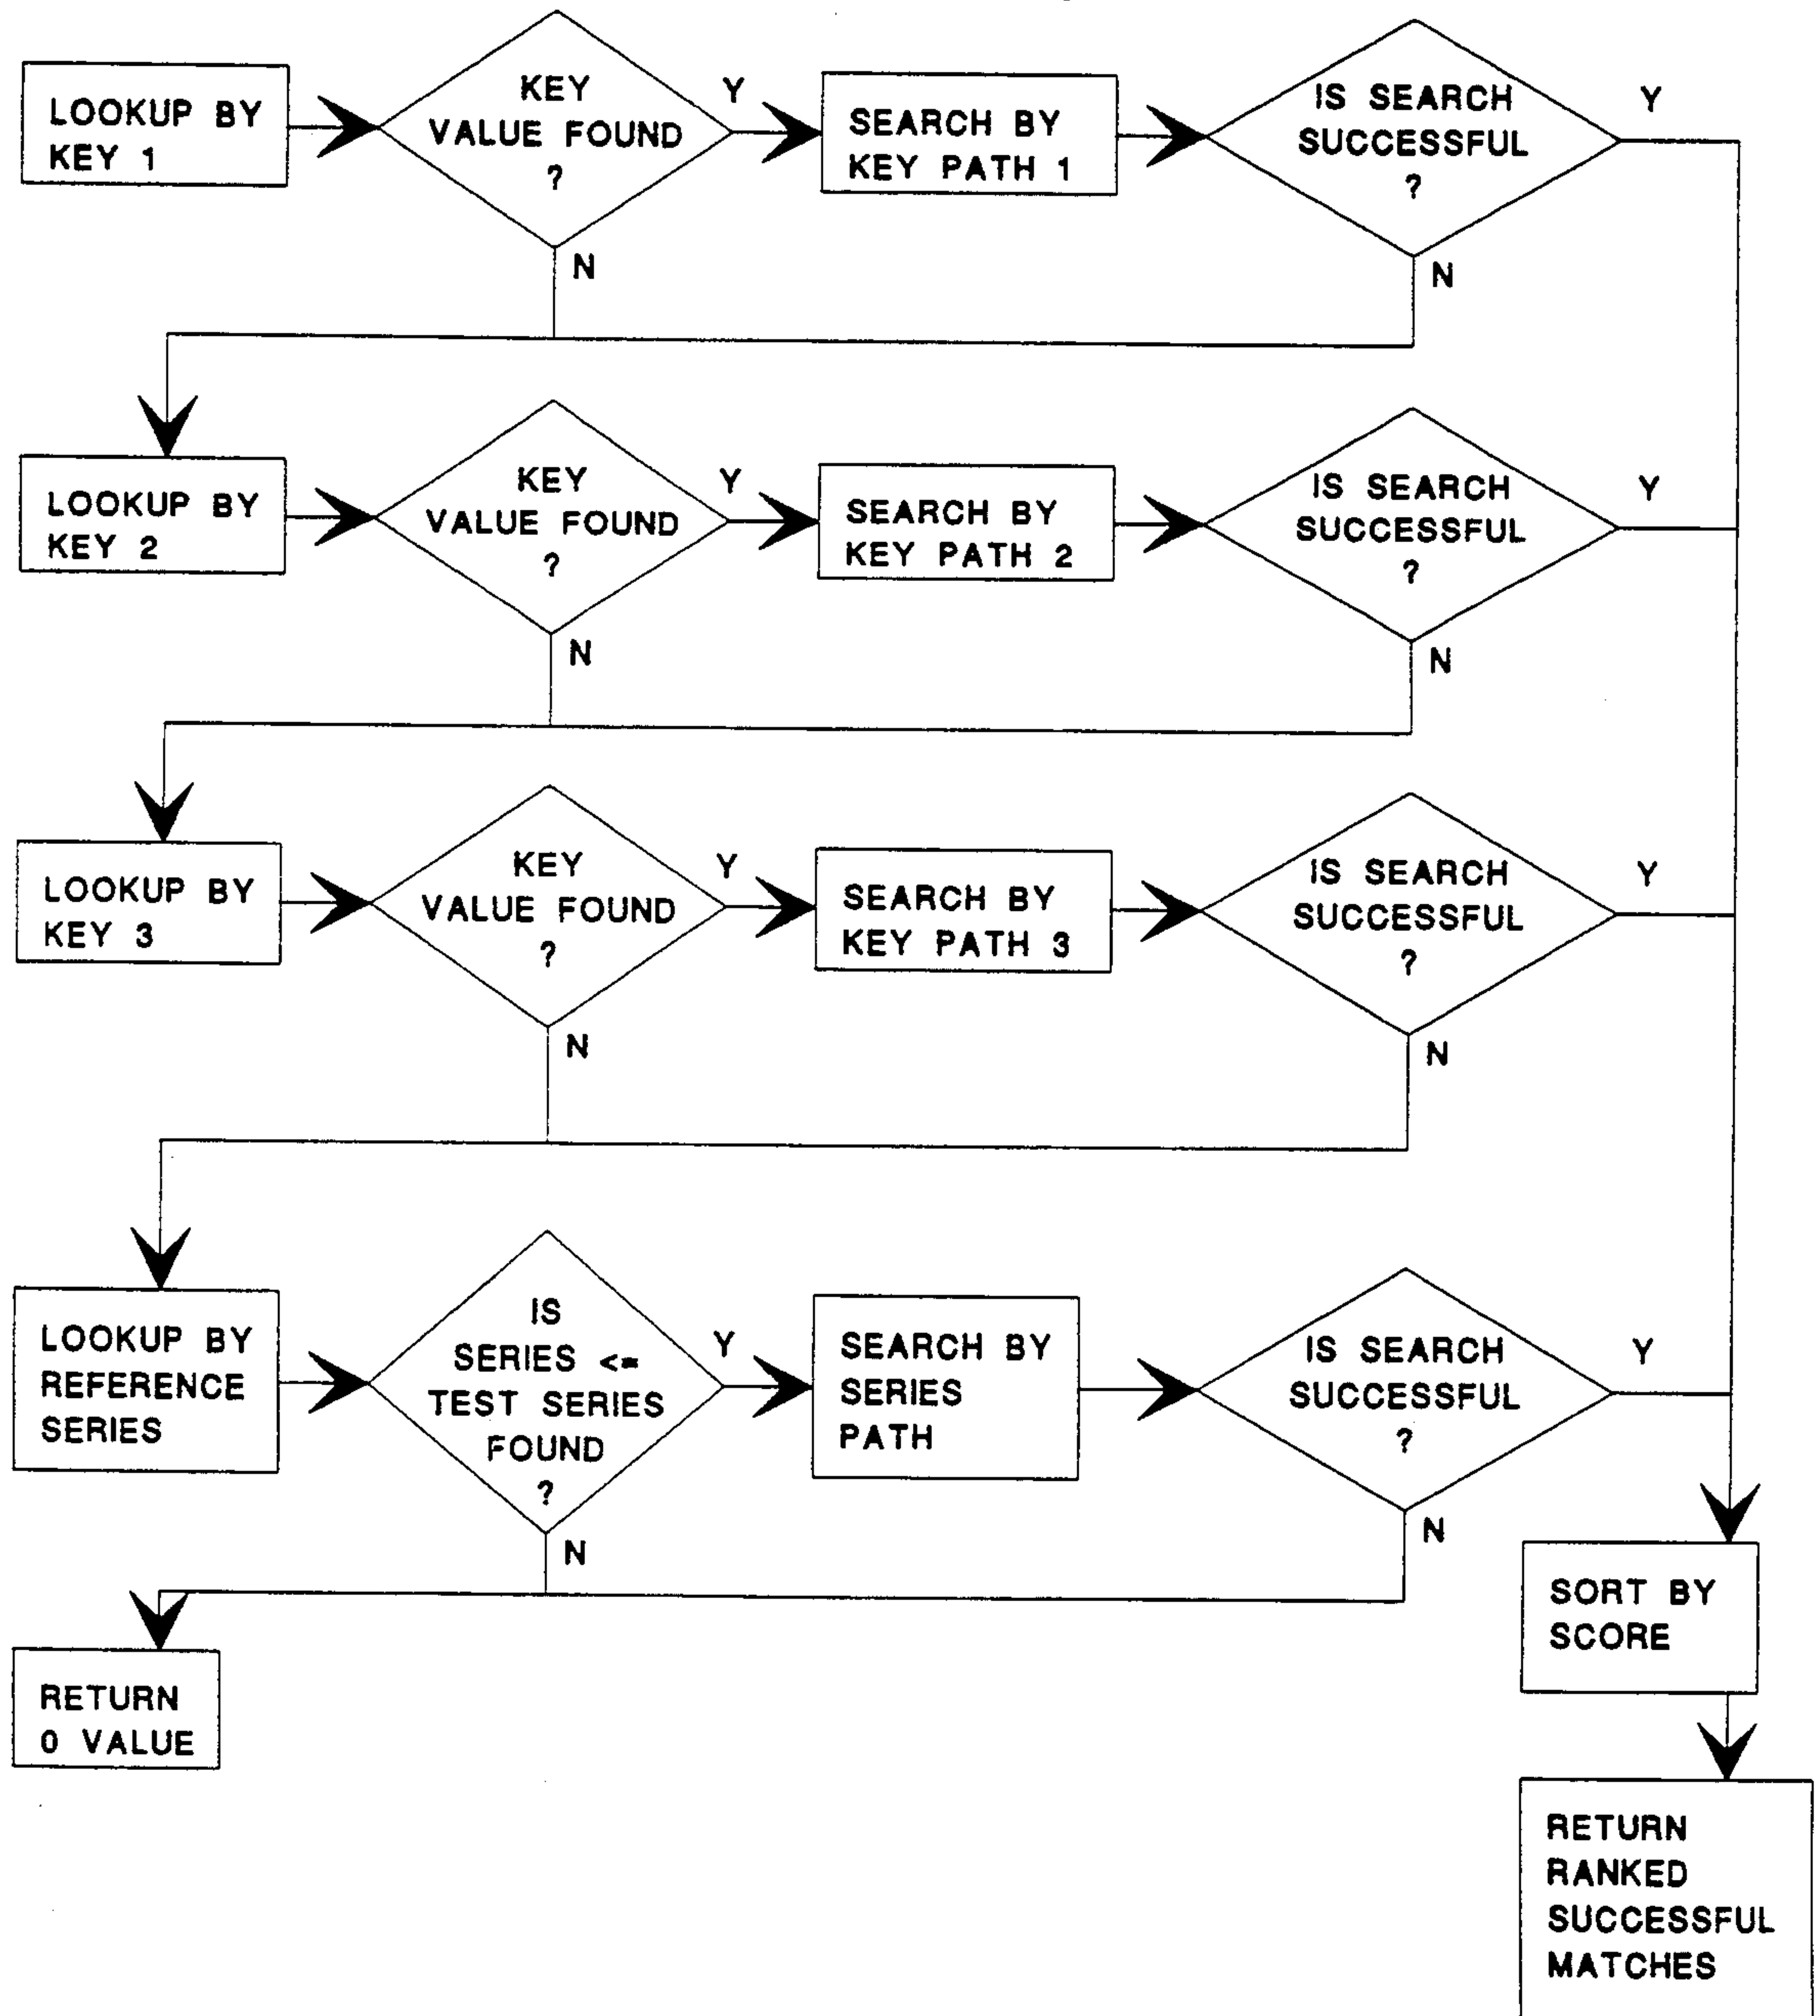 LOOKUP BY
KEY 1
KEY
VALUE FOUND
?
Y
SEARCH BY
KEY PATH 1
IS SEARCH
SUCCESSFUL
?
Y
N
N
LOOKUP BY
KEY 2
KEY
VALUE FOUND
?
Y
SEARCH BY
KEY PATH 2
IS SEARCH
SUCCESSFUL
?
Y
N
N
LOOKUP BY
KEY 3
KEY
VALUE FOUND
?
Y
SEARCH BY
KEY PATH 3
IS SEARCH
SUCCESSFUL
?
Y
N
N
LOOKUP BY
REFERENCE
SERIES
IS
SERIES <=
TEST SERIES
FOUND
?
Y
SEARCH BY
SERIES
PATH
IS SEARCH
SUCCESSFUL
?
Y
N
N
RETURN
0 VALUE
SORT BY
SCORE
RETURN
RANKED
SUCCESSFUL
MATCHES